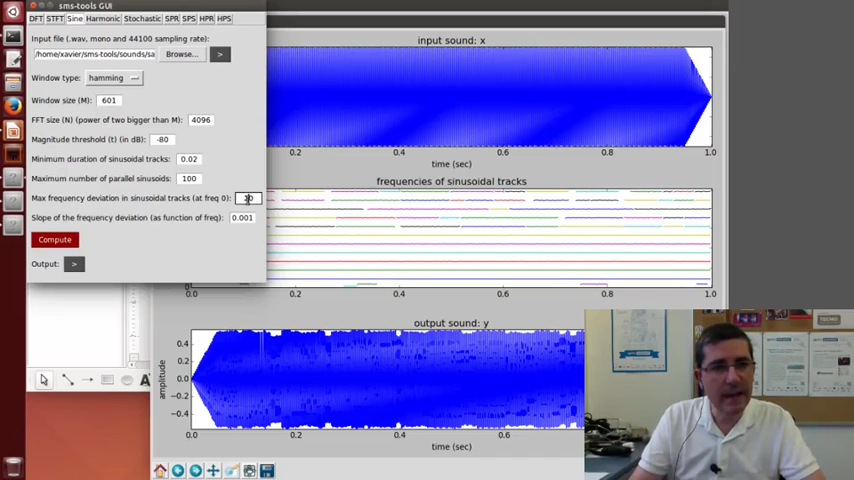 sms-tools GUI
DFT STFT Sine Harmonic Stochastic SPR SPS HPR HPS
Input file (.wav, mono and 44100 sampling rate):
/home/xavier/sms-tools/sounds/sa Browse... >
Window type: hamming
Window size (M): 601
FFT size (N) (power of two bigger than M): 4096
Magnitude threshold (t) (in dB): -80
Minimum duration of sinusoidal tracks: 0.02
Maximum number of parallel sinusoids: 100
Max frequency deviation in sinusoidal tracks (at freq 0):
Slope of the frequency deviation (as function of freq): 0.001
Compute
Output: >
input sound: x
0.2 0.4 0.6 0.8 1.0
time (sec)
frequencies of sinusoidal tracks
0.0 0.2 0.4 0.6 0.8 1.0
time (sec)
output sound: y
amplitude
0.4
0.2
0.0
−0.2
−0.4
0.0 0.2 0.4 0.6
time (sec)
A
TECMO